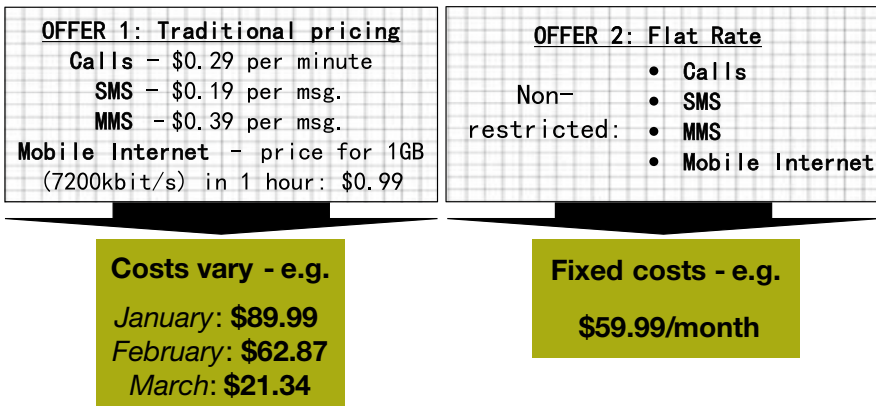 OFFER 1: Traditional pricing
Calls – $0.29 per minute
SMS – $0.19 per msg.
MMS –$0.39 per msg.
Mobile Internet – price for 1GB
(7200kbit/s) in 1 hour: $0.99
Costs vary - e.g.
January: $89.99
February: $62.87
March: $21.34
OFFER 2: Flat Rate
Non-
restricted:
• Calls
• SMS
• MMS
• Mobile Internet
Fixed costs - e.g.
$59.99/month